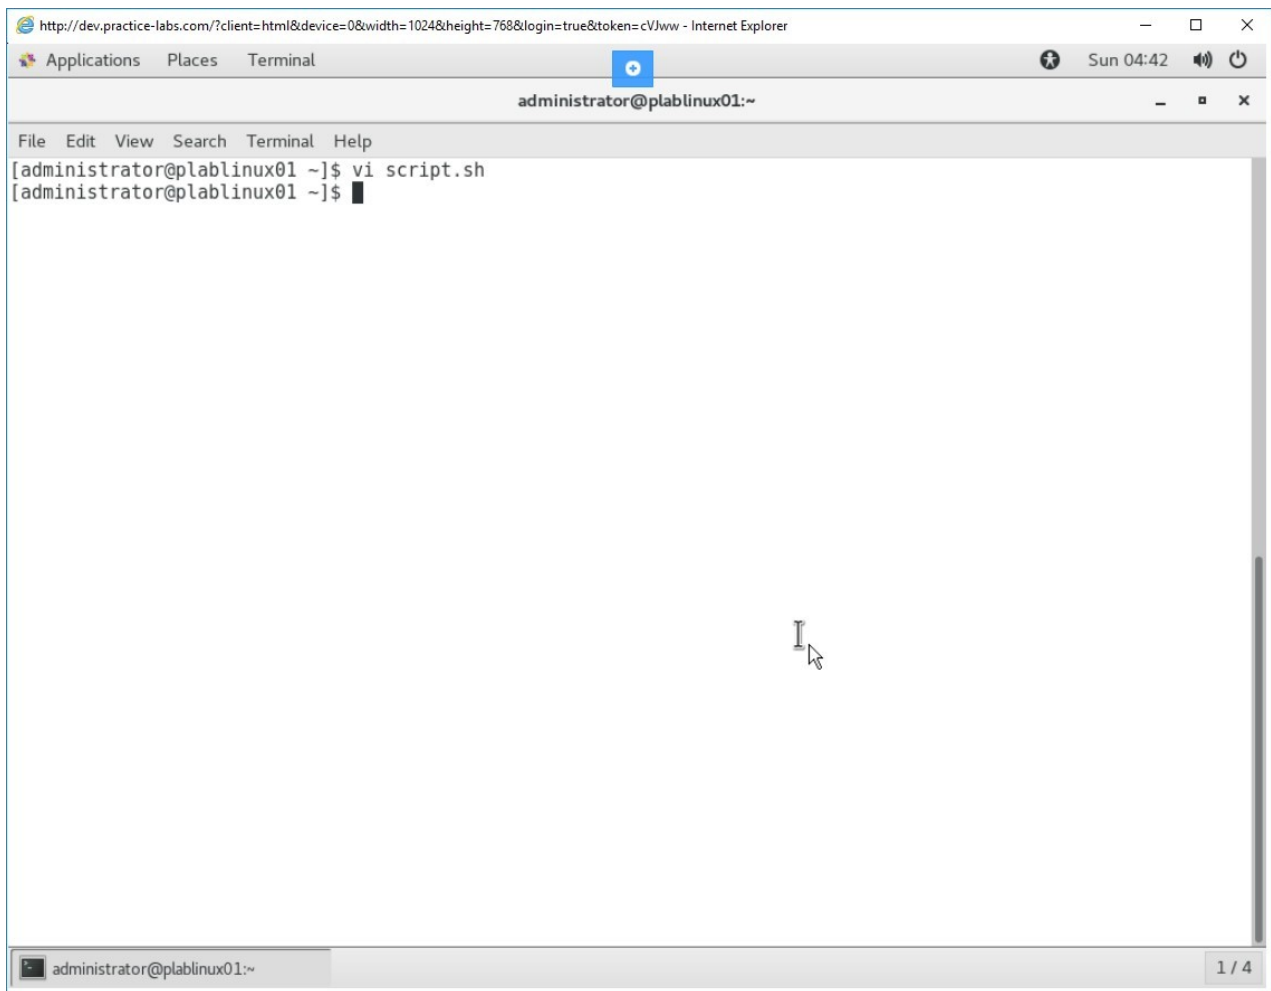 http://dev.practice-labs.com/?client=html&device=0&width=1024&height=768&login=true&token=cVJww - Internet Explorer
Applications Places Terminal Sun 04:42
administrator@plablinux01:~
File Edit View Search Terminal Help
[administrator@plablinux01 ~]$ vi script.sh
[administrator@plablinux01 ~]$
administrator@plablinux01:~ 1 / 4